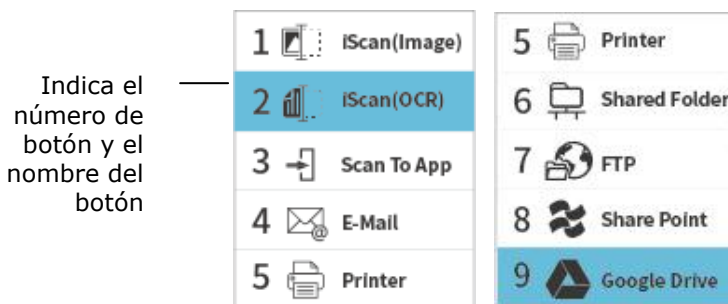 Indica el
número de
botón y el
nombre del
botón
1 iScan(Image)
2 iScan(OCR)
3 Scan To App
4 E-Mail
5 Printer
5 Printer
6 Shared Folder
7 FTP
8 Share Point
9 Google Drive